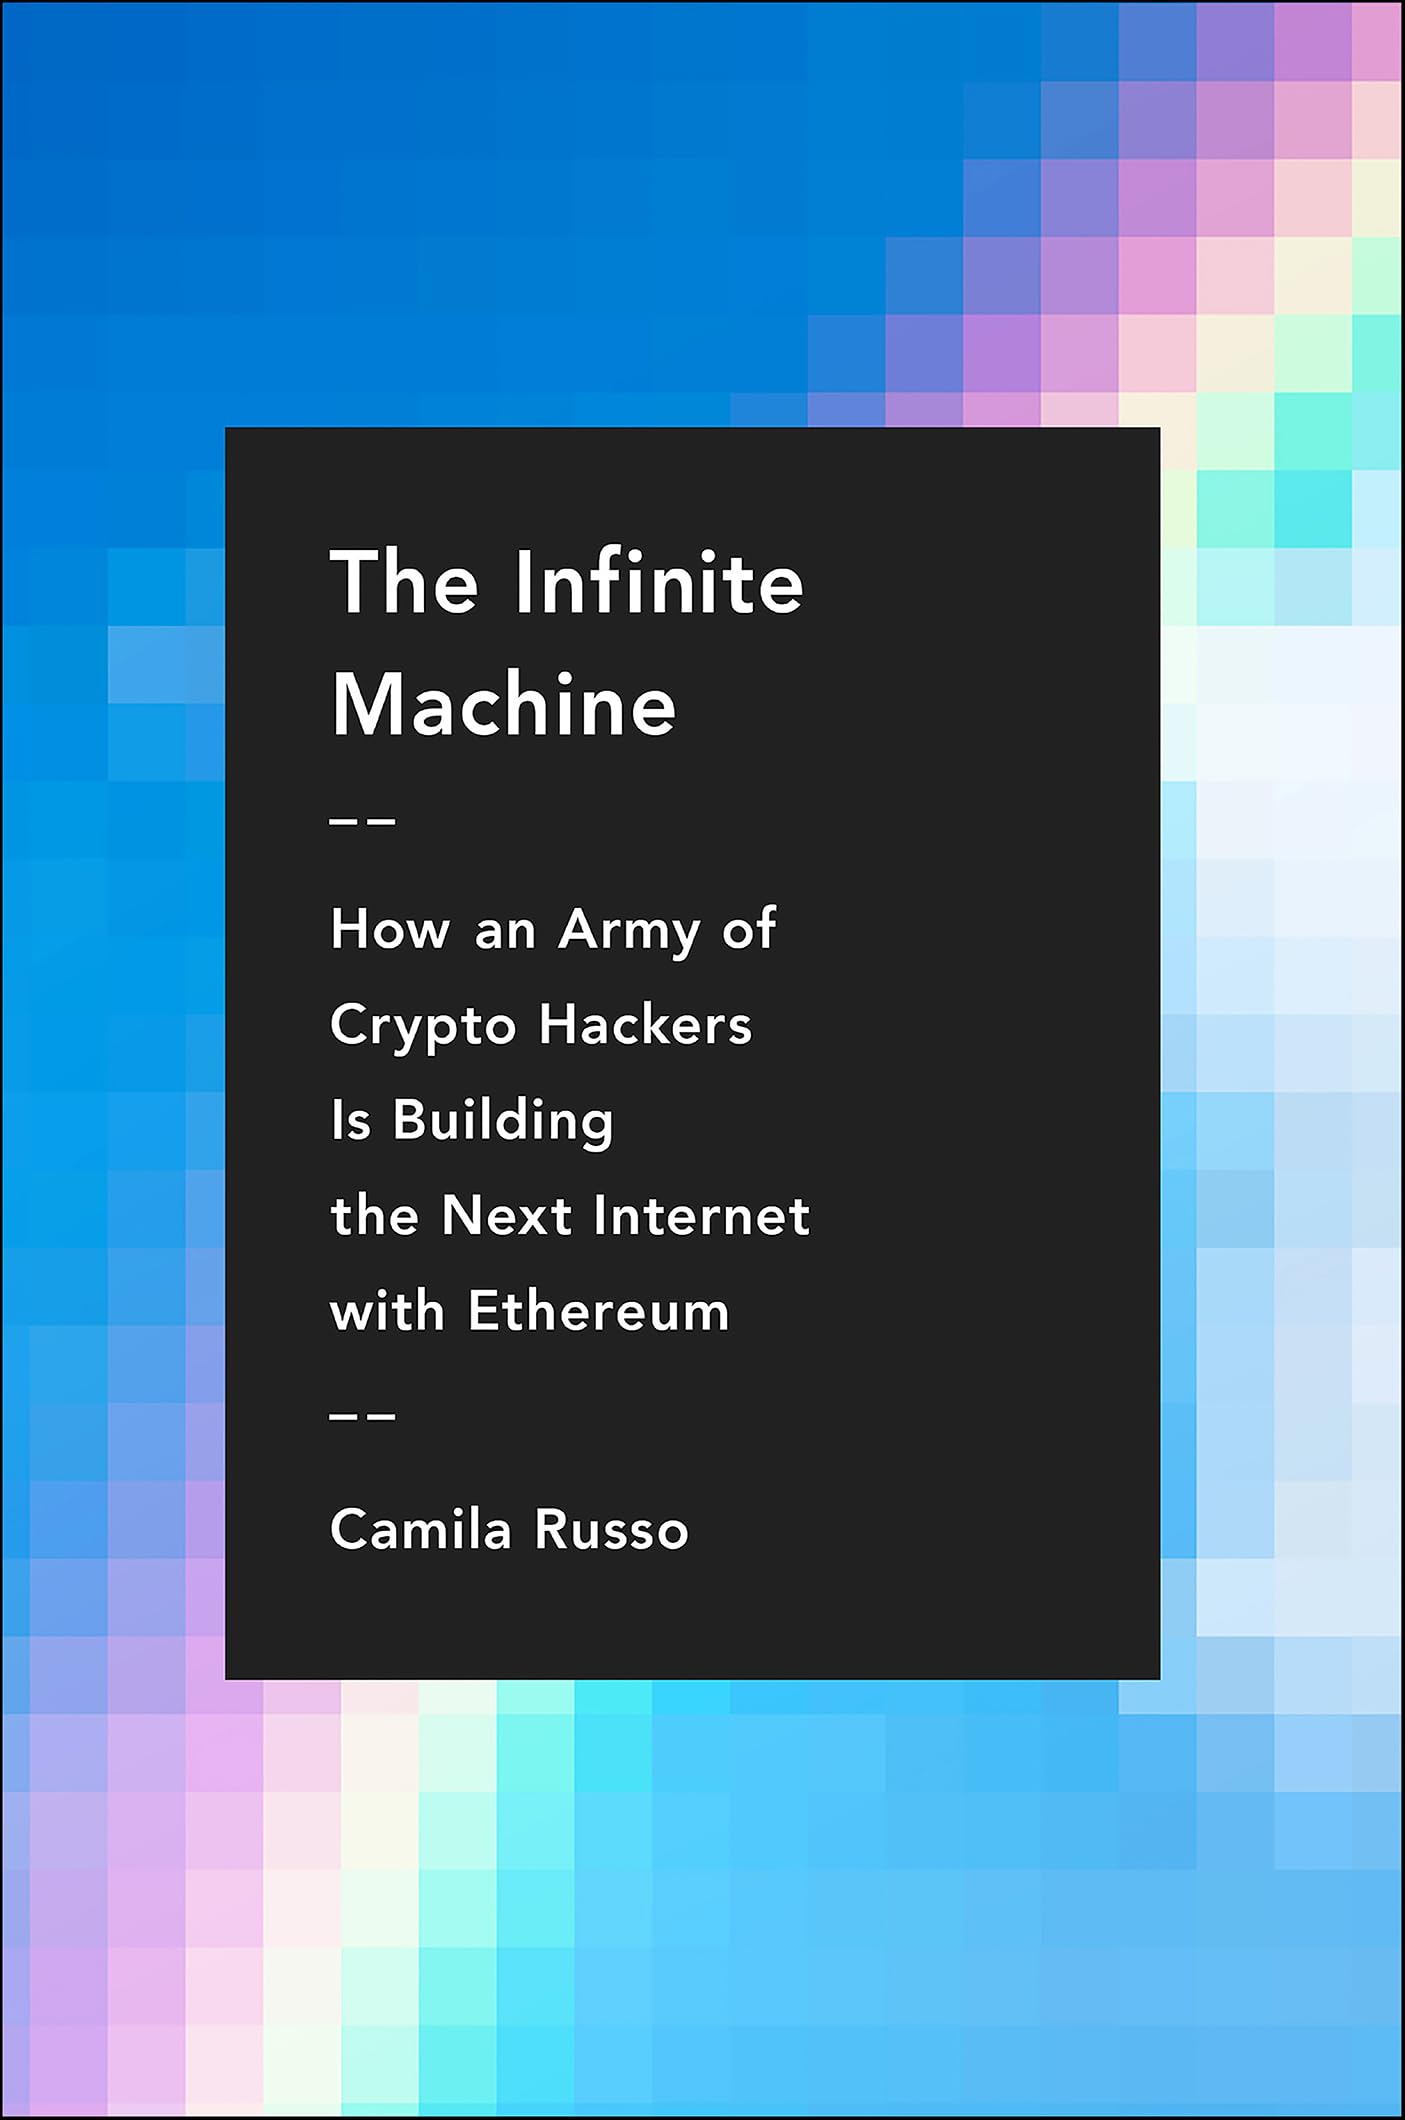 The Infinite
Machine
––
How an Army of
Crypto Hackers
Is Building
the Next Internet
with Ethereum
––
Camila Russo